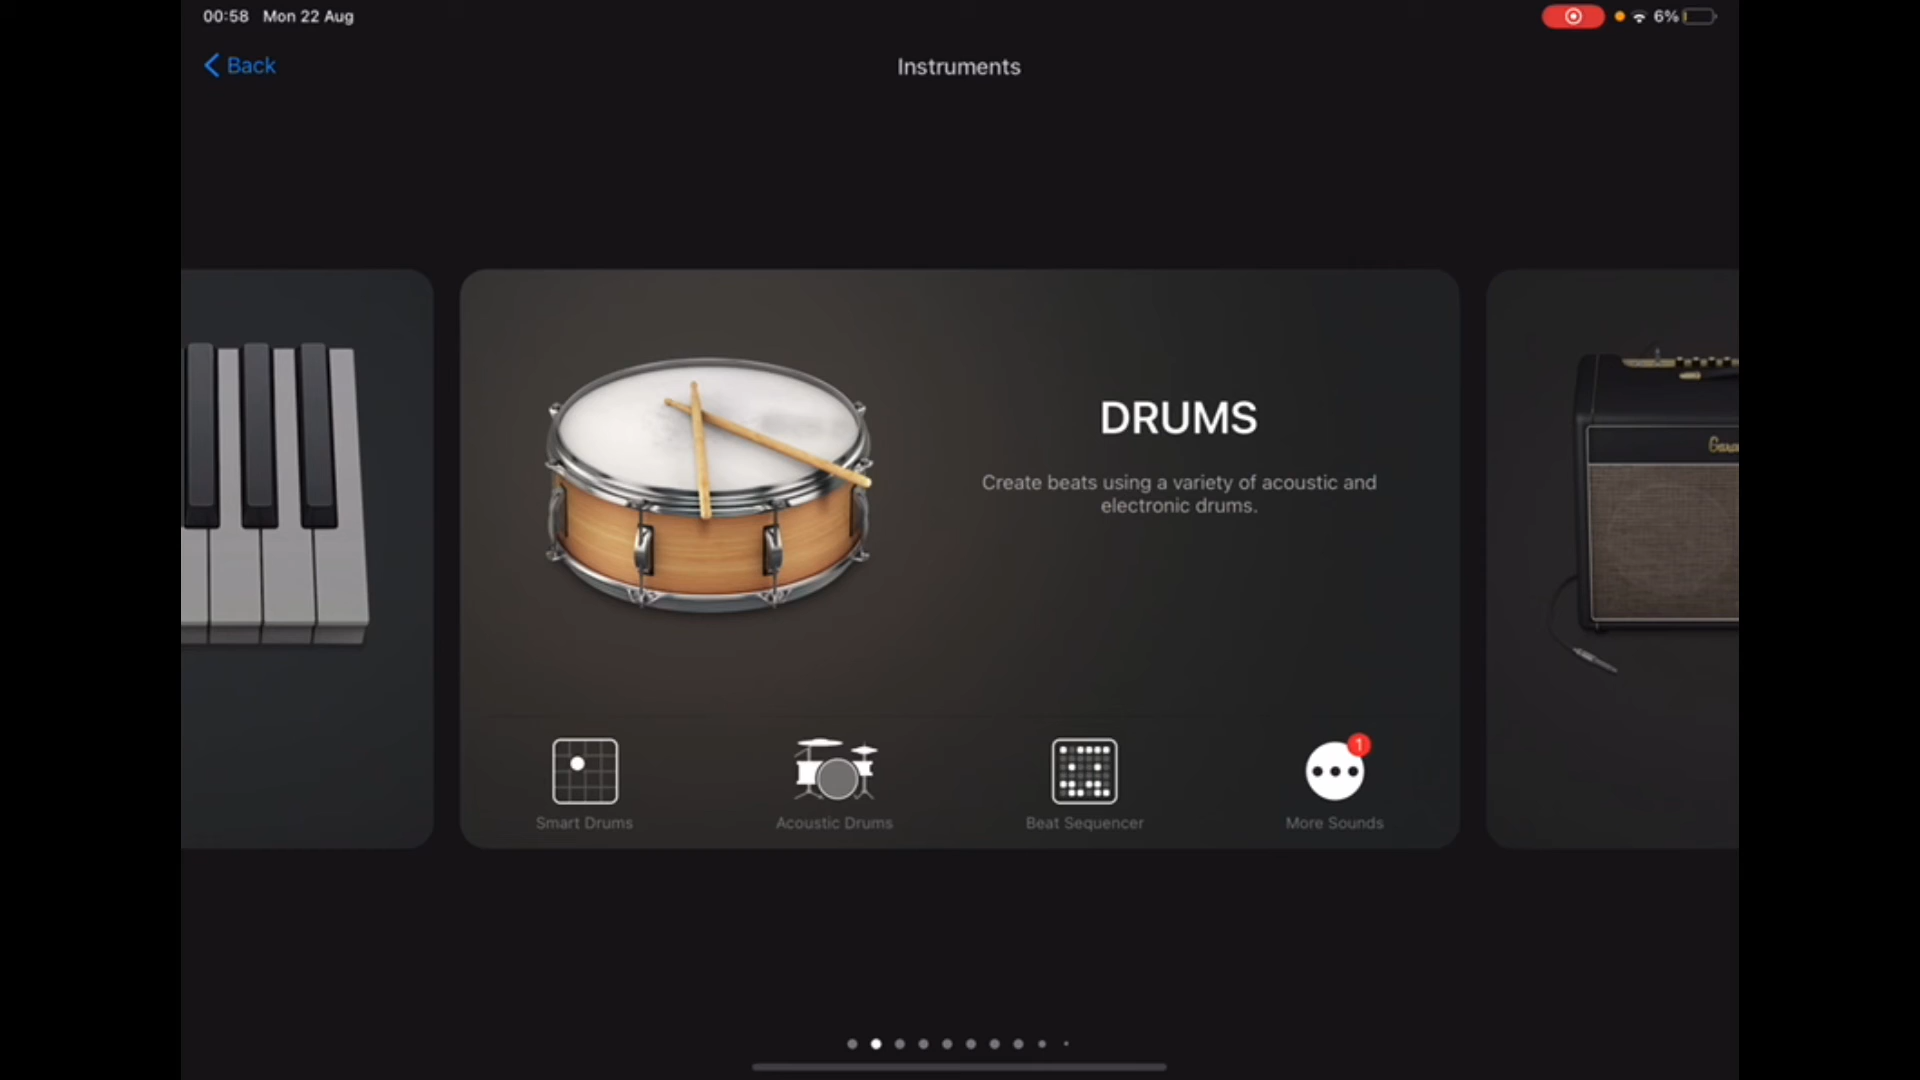 00:58 Mon 22 Aug
6%
Back
Instruments
DRUMS
Create beats using a variety of acoustic and
electronic drums.
1
Smart Drums
Acoustic Drums
Beat Sequencer
More Sounds